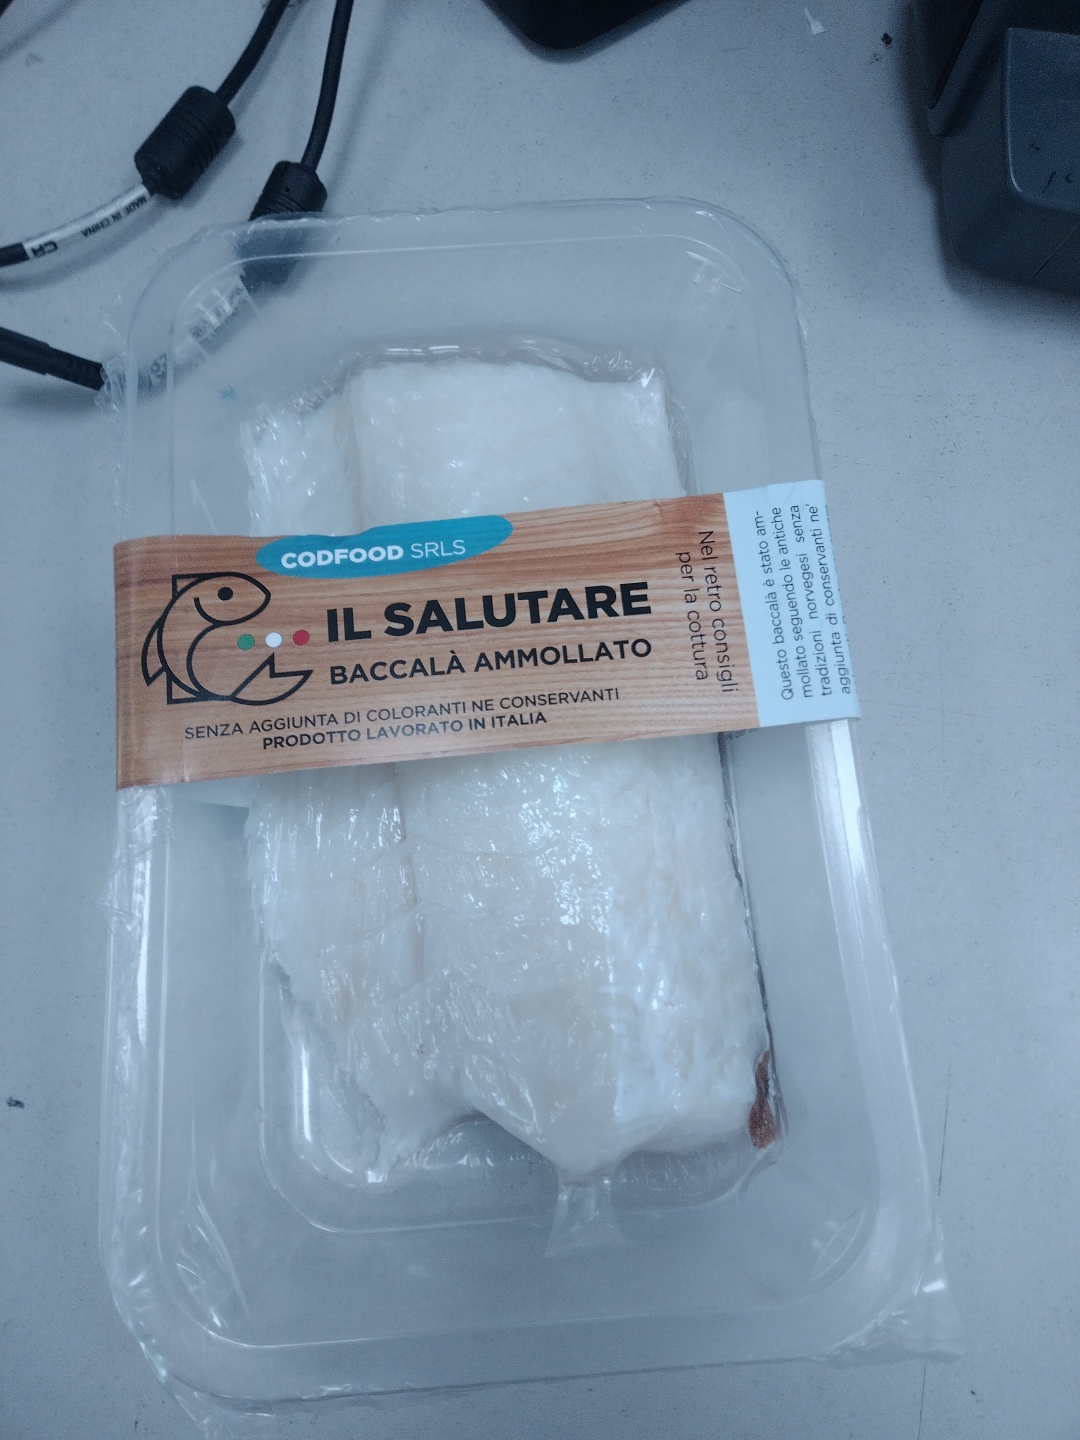 MADE IN CHINA
CODFOOD SRLS
IL SALUTARE
BACCALÀ AMMOLLATO
SENZA AGGIUNTA DI COLORANTI NE CONSERVANTI
PRODOTTO LAVORATO IN ITALIA
Nel retro consigli
per la cottura
Questo baccalà è stato am-
mollato seguendo le antiche
tradizioni norvegesi senza
aggiunta di conservanti ne'